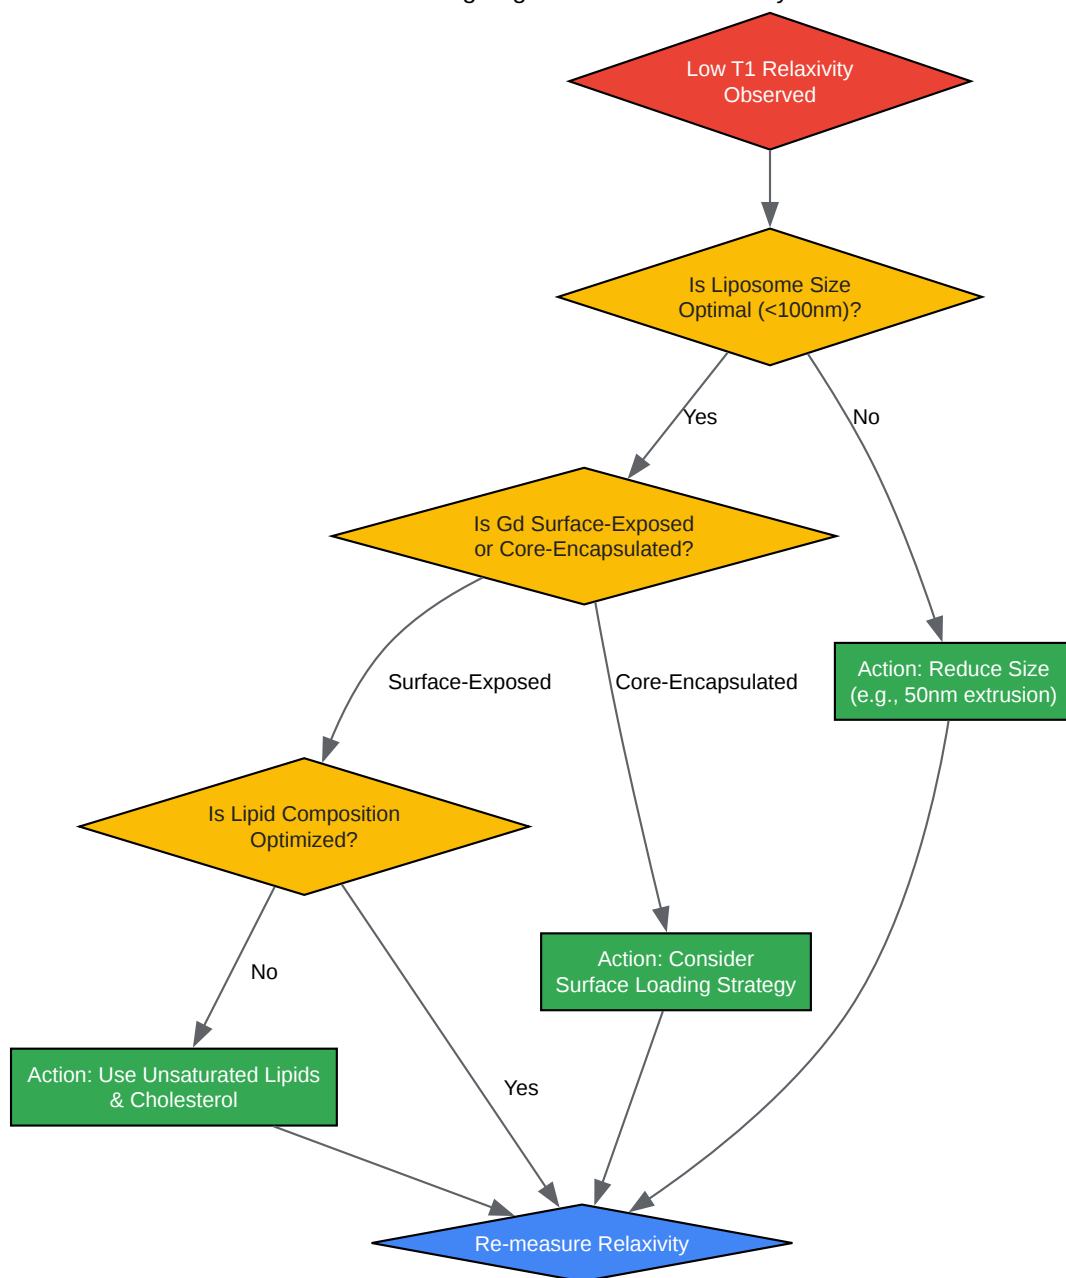 Low T1 Relaxivity
Observed
Is Liposome Size
Optimal (<100nm)?
Yes
No
Is Gd Surface-Exposed
or Core-Encapsulated?
Surface-Exposed
Core-Encapsulated
Action: Reduce Size
(e.g., 50nm extrusion)
Is Lipid Composition
Optimized?
No
Yes
Action: Consider
Surface Loading Strategy
Action: Use Unsaturated Lipids
& Cholesterol
Re-measure Relaxivity